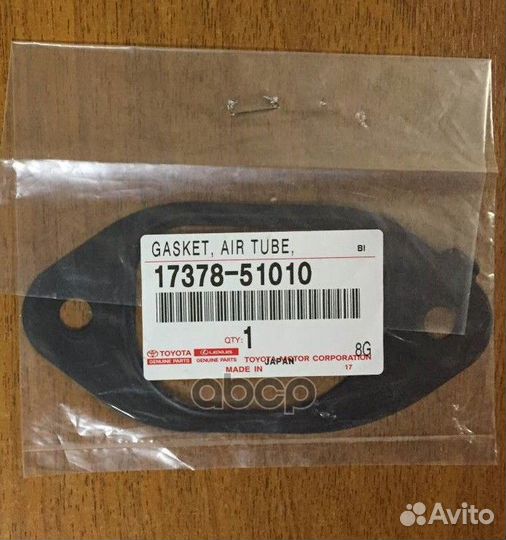 GASKET, AIR TUBE, BI
17378-51010
QTY: 1
8G
TOYOTA LEXUS TOYOTA MOTOR CORPORATION
GENUINE PARTS GENUINE PARTS
MADE IN JAPAN 17
abcp
Avito